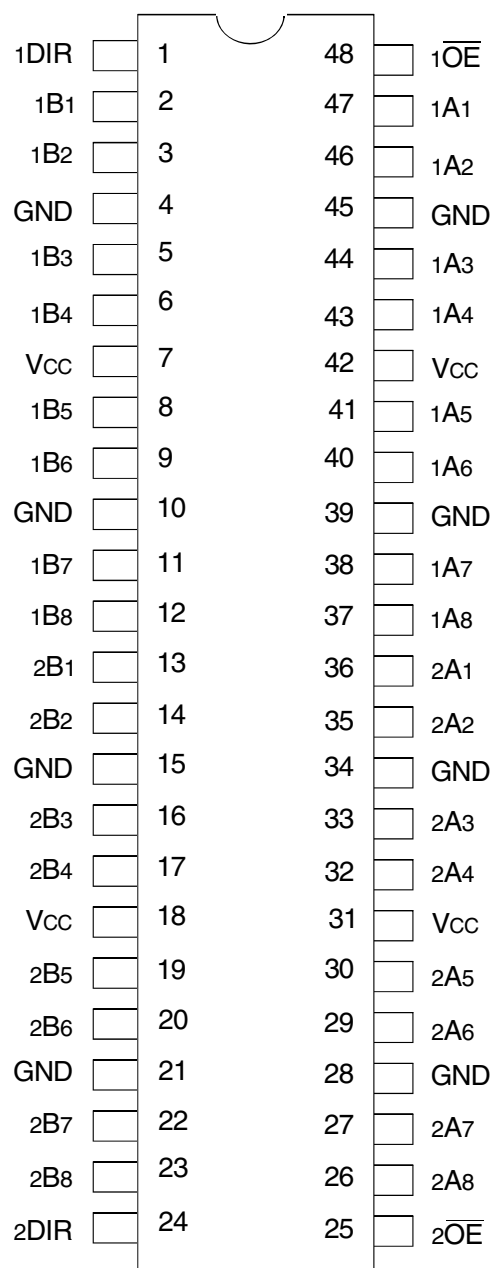 1DIR 1 48 1O̅E̅
1B1 2 47 1A1
1B2 3 46 1A2
GND 4 45 GND
1B3 5 44 1A3
1B4 6 43 1A4
VCC 7 42 VCC
1B5 8 41 1A5
1B6 9 40 1A6
GND 10 39 GND
1B7 11 38 1A7
1B8 12 37 1A8
2B1 13 36 2A1
2B2 14 35 2A2
GND 15 34 GND
2B3 16 33 2A3
2B4 17 32 2A4
VCC 18 31 VCC
2B5 19 30 2A5
2B6 20 29 2A6
GND 21 28 GND
2B7 22 27 2A7
2B8 23 26 2A8
2DIR 24 25 2O̅E̅